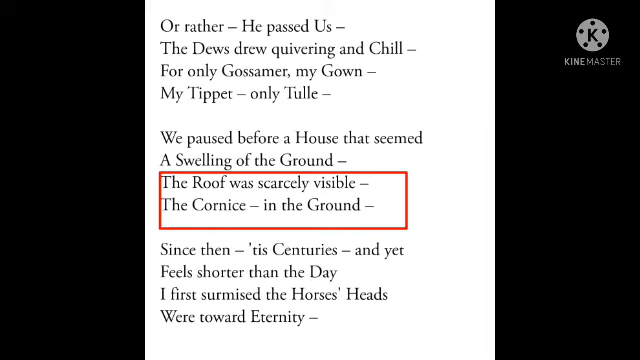 Or rather – He passed Us –
The Dews drew quivering and Chill –
For only Gossamer, my Gown –
My Tippet – only Tulle –
We paused before a House that seemed
A Swelling of the Ground –
The Roof was scarcely visible –
The Cornice – in the Ground –
Since then – 'tis Centuries – and yet
Feels shorter than the Day
I first surmised the Horses' Heads
Were toward Eternity –
K
KINEMASTER